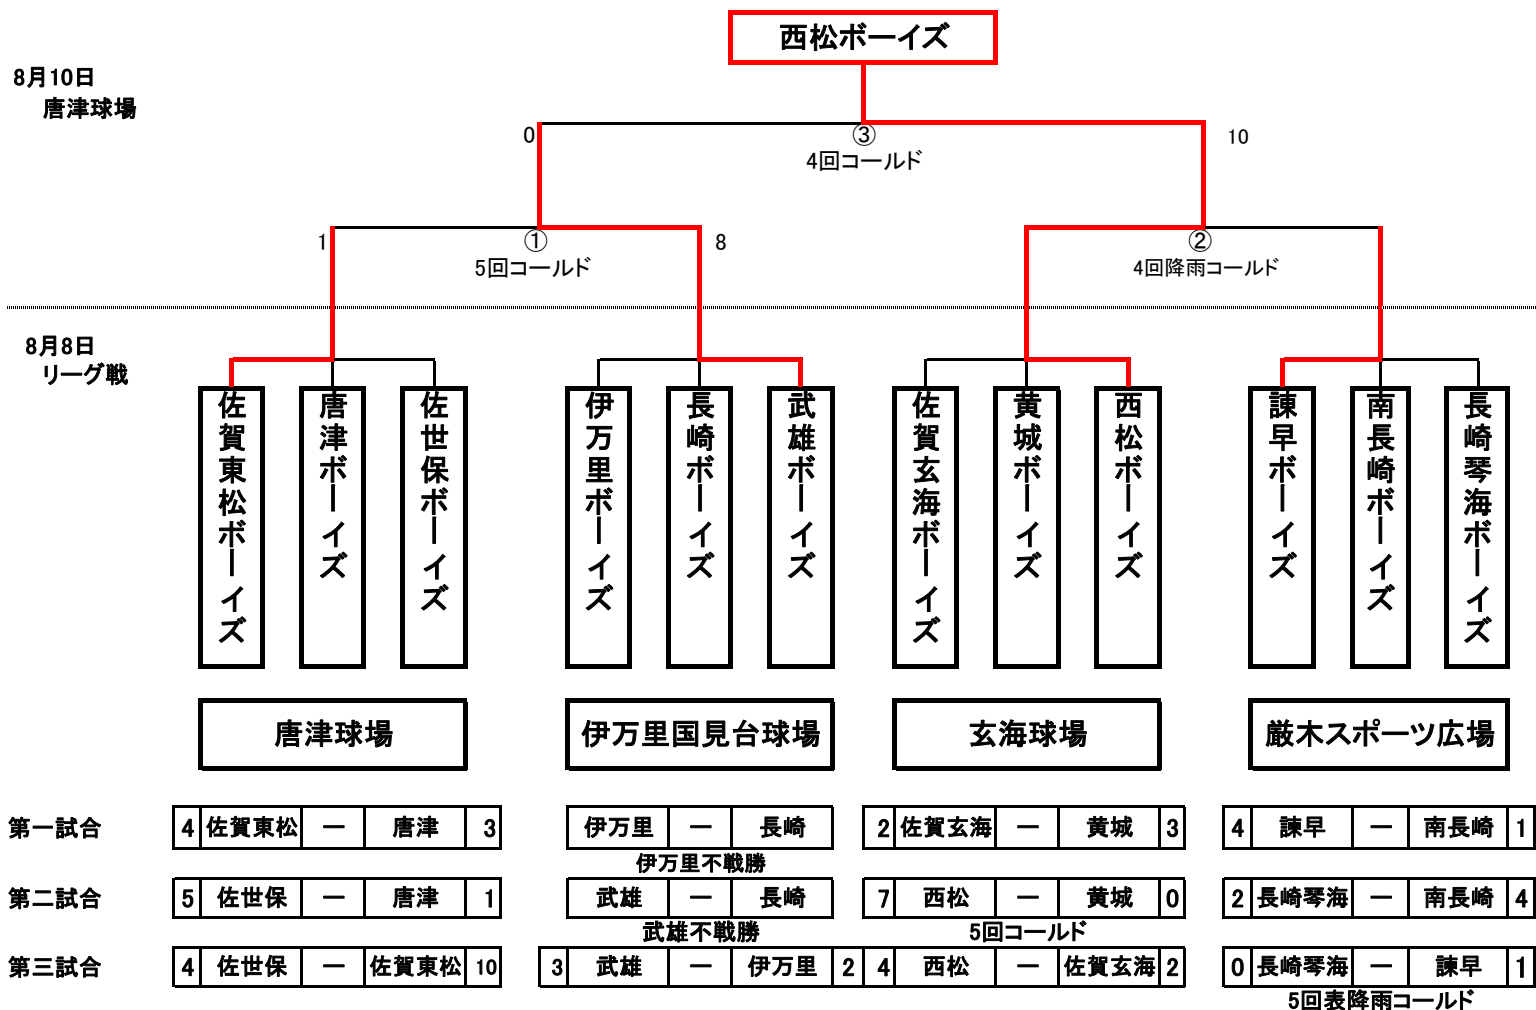 西松ボーイズ
8月10日
唐津球場
0 ③ 10
4回コールド
1 ① 8 ②
5回コールド 4回降雨コールド
8月8日
リーグ戦
佐賀東松ボーイズ
唐津ボーイズ
佐世保ボーイズ
伊万里ボーイズ
長崎ボーイズ
武雄ボーイズ
佐賀玄海ボーイズ
黄城ボーイズ
西松ボーイズ
諫早ボーイズ
南長崎ボーイズ
長崎琴海ボーイズ
唐津球場 伊万里国見台球場 玄海球場 厳木スポーツ広場
第一試合 4 佐賀東松 ー 唐津 3 伊万里 ー 長崎 2 佐賀玄海 ー 黄城 3 4 諫早 ー 南長崎 1
伊万里不戦勝
第二試合 5 佐世保 ー 唐津 1 武雄 ー 長崎 7 西松 ー 黄城 0 2 長崎琴海 ー 南長崎 4
武雄不戦勝 5回コールド
第三試合 4 佐世保 ー 佐賀東松 10 3 武雄 ー 伊万里 2 4 西松 ー 佐賀玄海 2 0 長崎琴海 ー 諫早 1
5回表降雨コールド